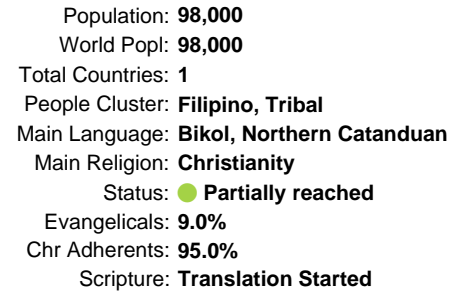 Population: 98,000
World Popl: 98,000
Total Countries: 1
People Cluster: Filipino, Tribal
Main Language: Bikol, Northern Catanduan
Main Religion: Christianity
Status: Partially reached
Evangelicals: 9.0%
Chr Adherents: 95.0%
Scripture: Translation Started